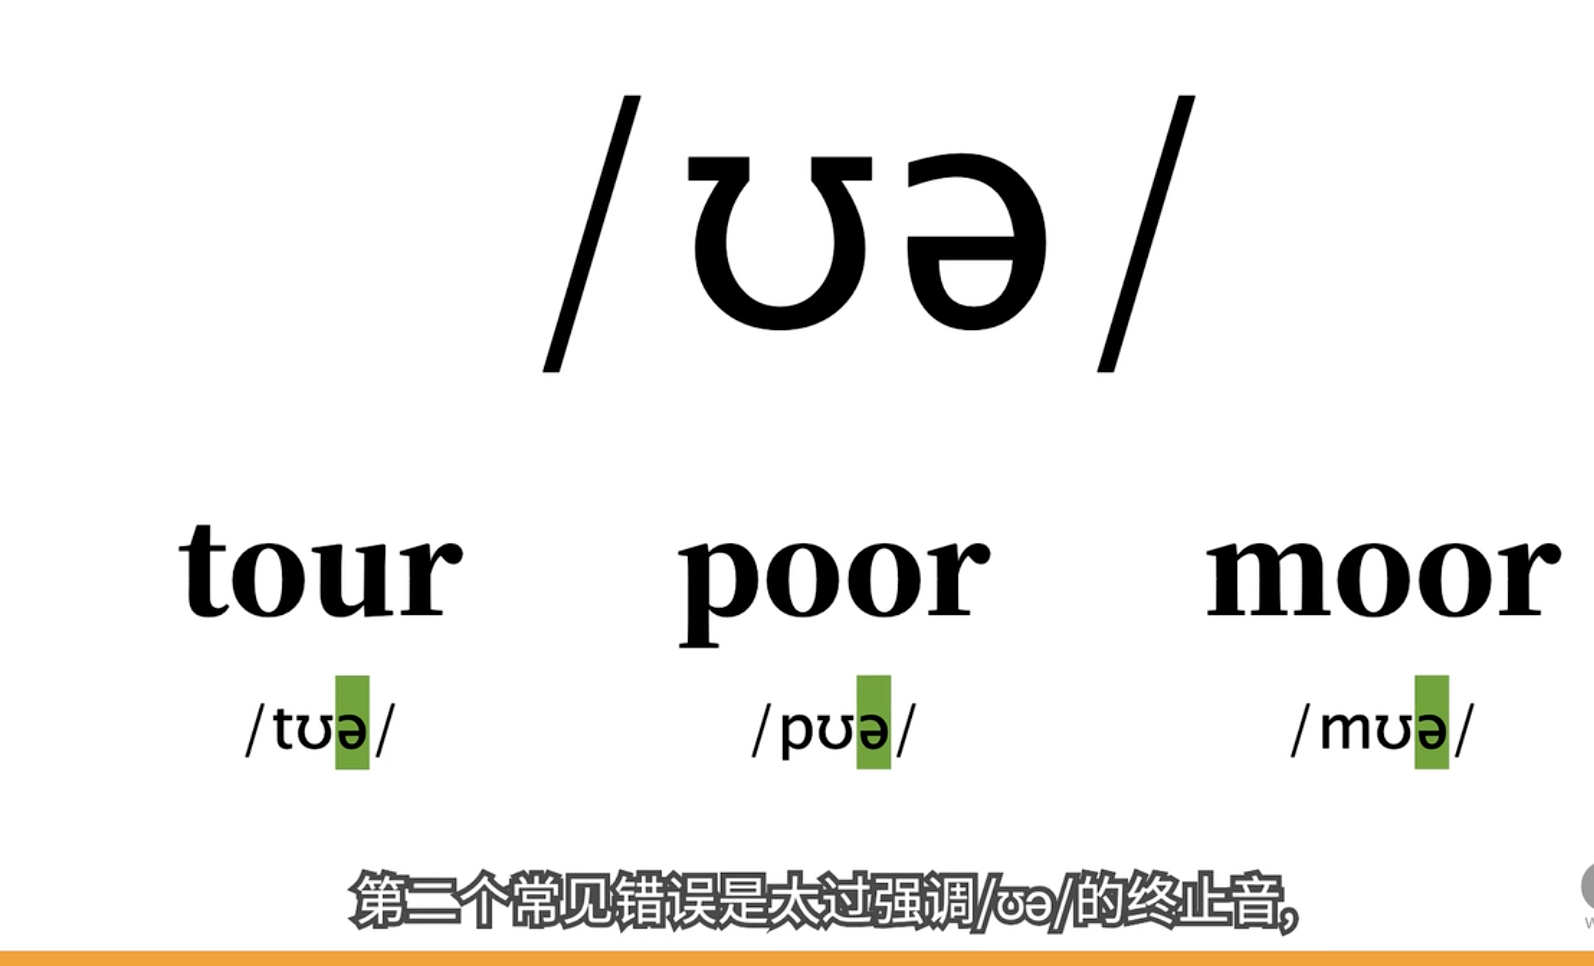 /ʊə/
tour poor moor
/tʊə/ /pʊə/ /mʊə/
第二个常见错误是太过强调/ʊə/的终止音,